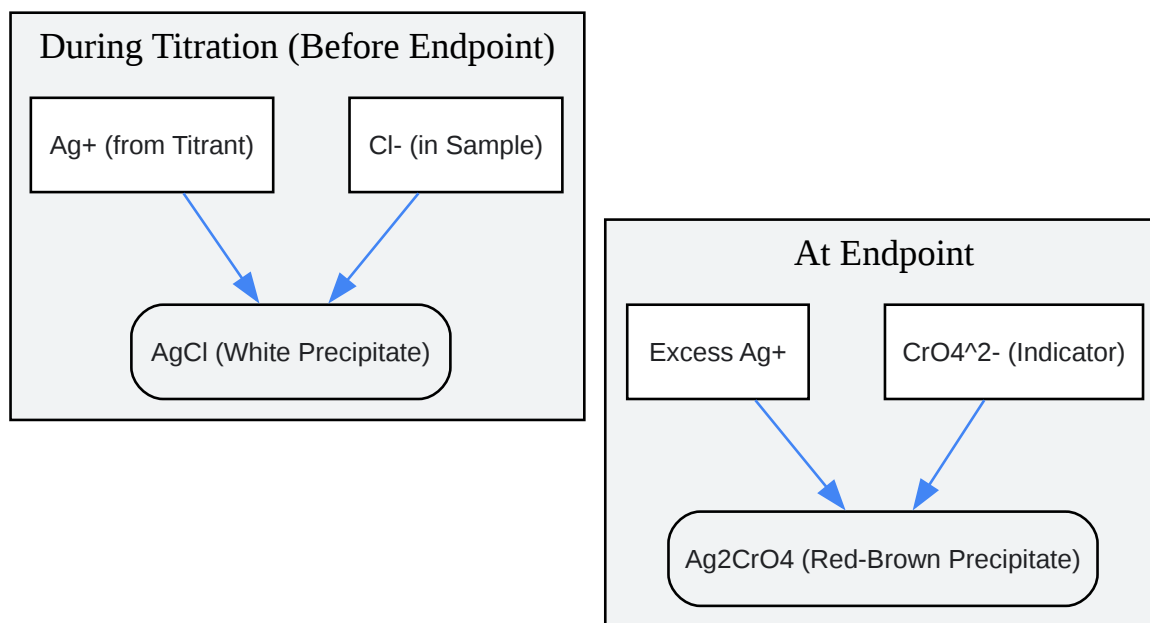 During Titration (Before Endpoint)
Ag+ (from Titrant)
Cl- (in Sample)
AgCl (White Precipitate)
At Endpoint
Excess Ag+
CrO4^2- (Indicator)
Ag2CrO4 (Red-Brown Precipitate)